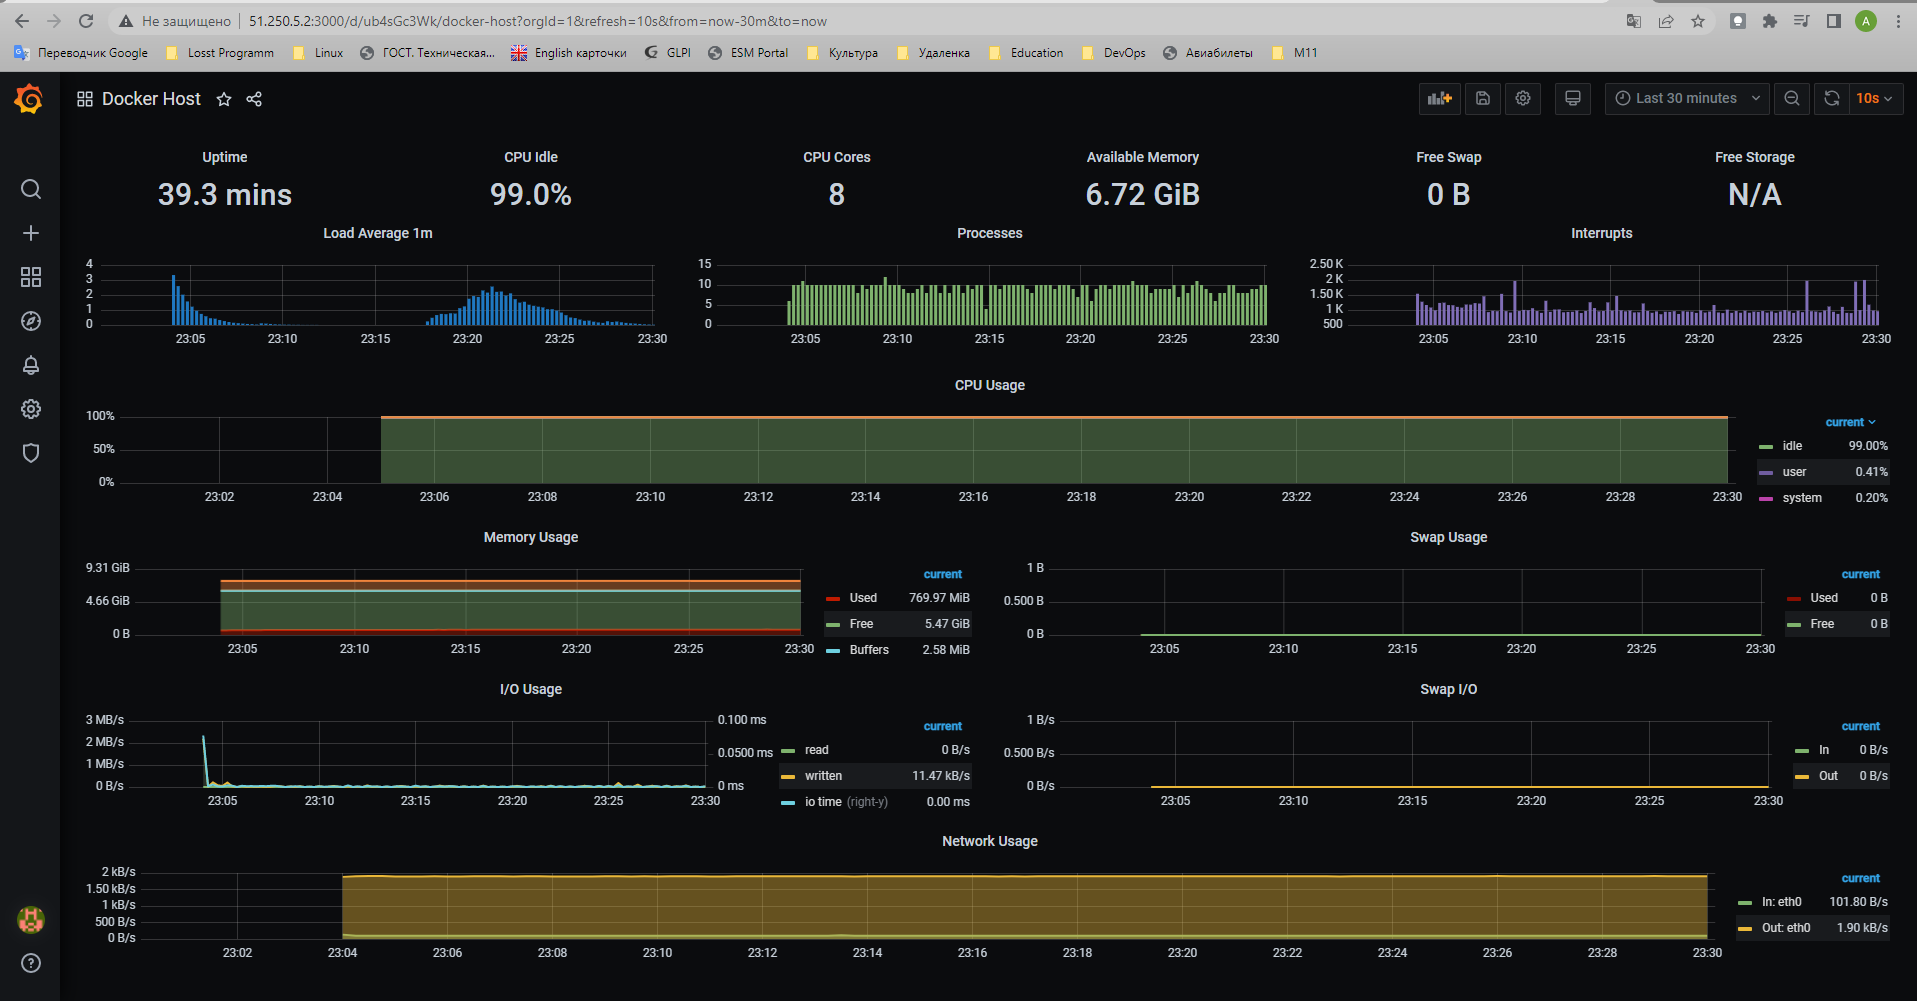 Не защищено 51.250.5.2:3000/d/ub4sGc3Wk/docker-host?orgId=1&refresh=10s&from=now-30m&to=now
A
Переводчик Google Losst Programm Linux ГОСТ. Техническая... English карточки GLPI ESM Portal Культура Удаленка Education DevOps Авиабилеты M11
Docker Host Last 30 minutes 10s
Uptime CPU Idle CPU Cores Available Memory Free Swap Free Storage
39.3 mins 99.0% 8 6.72 GiB 0 B N/A
Load Average 1m
4
3
2
1
0
23:05 23:10 23:15 23:20 23:25 23:30
Processes
15
10
5
0
23:05 23:10 23:15 23:20 23:25 23:30
Interrupts
2.50 K
2 K
1.50 K
1 K
500
23:05 23:10 23:15 23:20 23:25 23:30
CPU Usage
100%
50%
0%
23:02 23:04 23:06 23:08 23:10 23:12 23:14 23:16 23:18 23:20 23:22 23:24 23:26 23:28 23:30
current
idle 99.00%
user 0.41%
system 0.20%
Memory Usage
9.31 GiB
4.66 GiB
0 B
23:05 23:10 23:15 23:20 23:25 23:30
current
Used 769.97 MiB
Free 5.47 GiB
Buffers 2.58 MiB
Swap Usage
1 B
0.500 B
0 B
23:05 23:10 23:15 23:20 23:25 23:30
current
Used 0 B
Free 0 B
I/O Usage
3 MB/s
2 MB/s
1 MB/s
0 B/s
0.100 ms
0.0500 ms
0 ms
23:05 23:10 23:15 23:20 23:25 23:30
current
read 0 B/s
written 11.47 kB/s
io time (right-y) 0.00 ms
Swap I/O
1 B/s
0.500 B/s
0 B/s
23:05 23:10 23:15 23:20 23:25 23:30
current
In 0 B/s
Out 0 B/s
Network Usage
2 kB/s
1.50 kB/s
1 kB/s
500 B/s
0 B/s
23:02 23:04 23:06 23:08 23:10 23:12 23:14 23:16 23:18 23:20 23:22 23:24 23:26 23:28 23:30
current
In: eth0 101.80 B/s
Out: eth0 1.90 kB/s